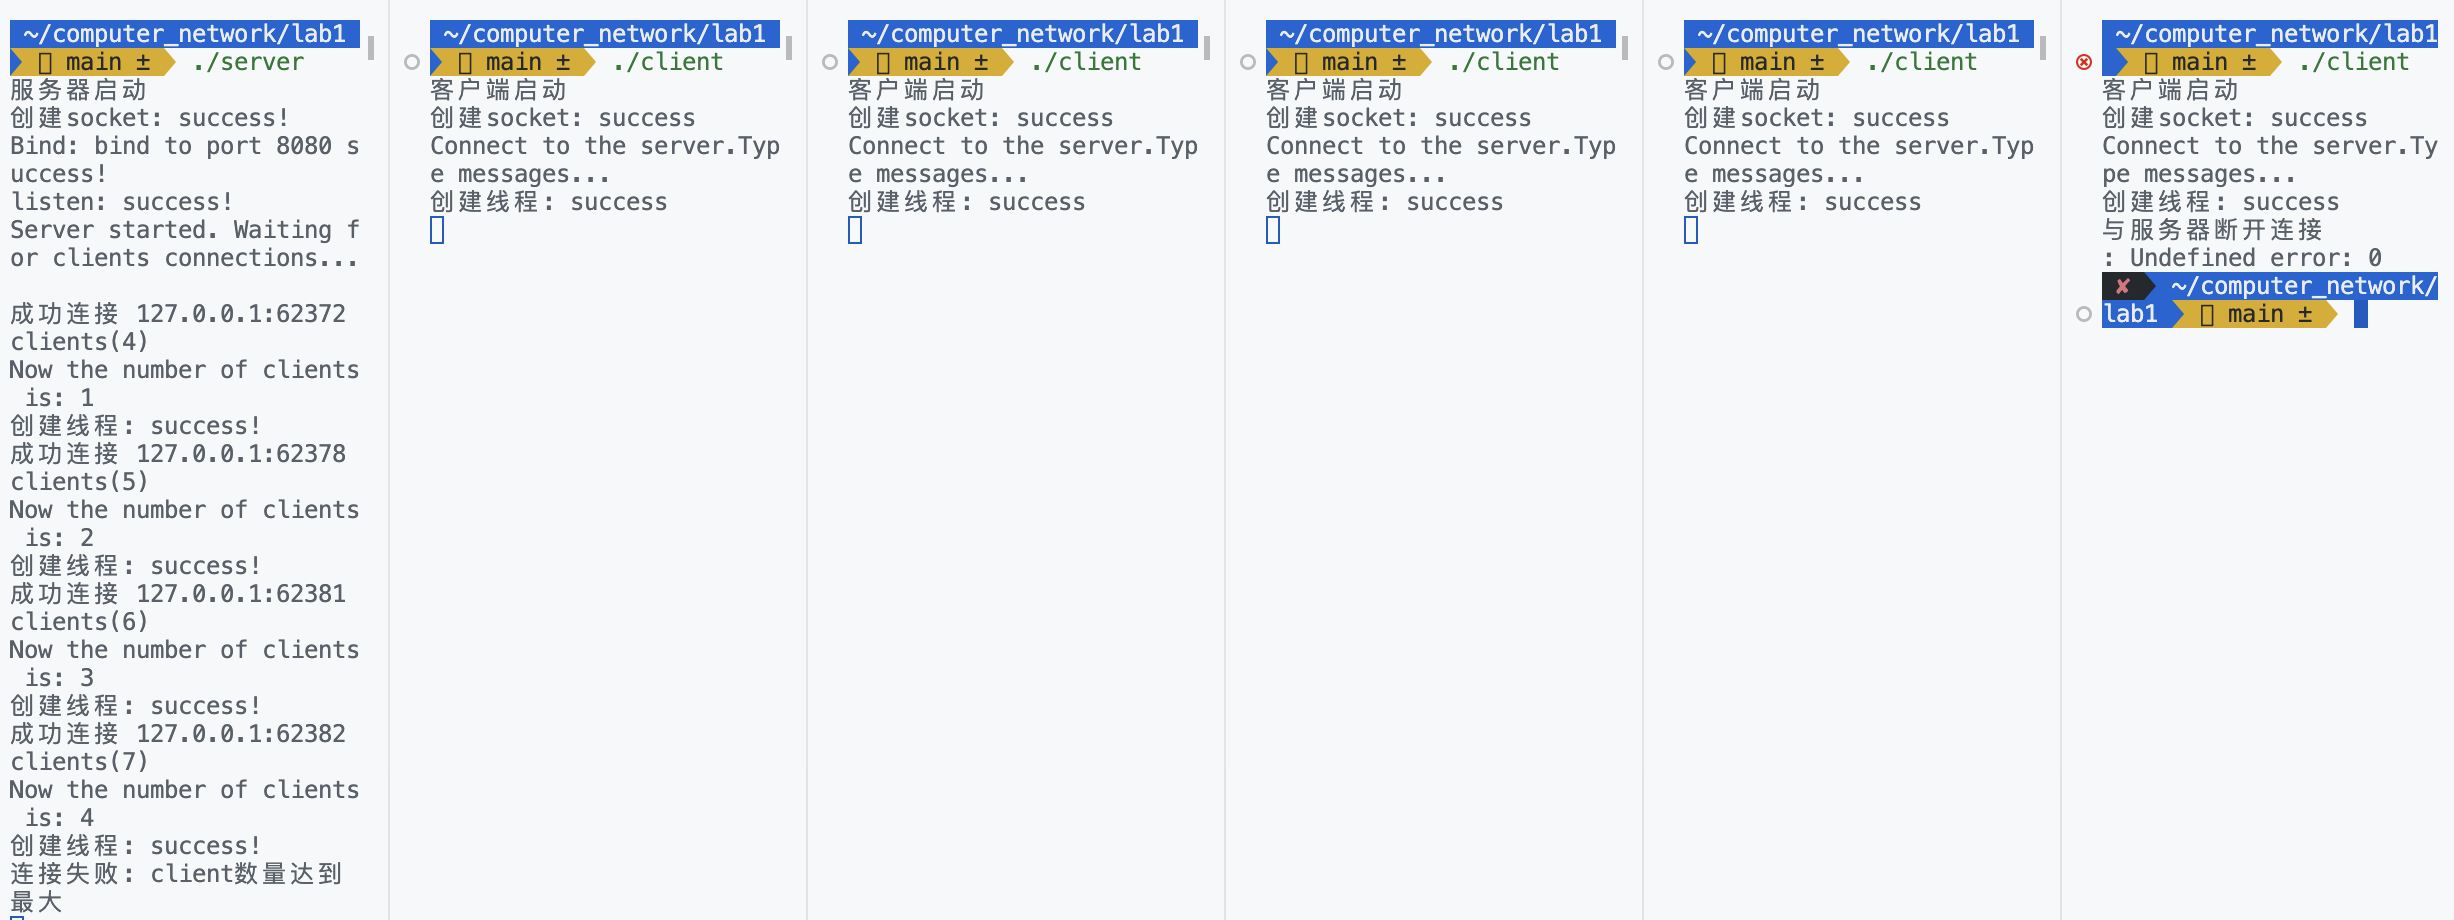 ~/computer_network/lab1
main ± ./server
服务器启动
创建socket: success!
Bind: bind to port 8080 s
uccess!
listen: success!
Server started. Waiting f
or clients connections...
成功连接 127.0.0.1:62372
clients(4)
Now the number of clients
is: 1
创建线程: success!
成功连接 127.0.0.1:62378
clients(5)
Now the number of clients
is: 2
创建线程: success!
成功连接 127.0.0.1:62381
clients(6)
Now the number of clients
is: 3
创建线程: success!
成功连接 127.0.0.1:62382
clients(7)
Now the number of clients
is: 4
创建线程: success!
连接失败: client数量达到
最大
~/computer_network/lab1
main ± ./client
客户端启动
创建socket: success
Connect to the server.Typ
e messages...
创建线程: success
~/computer_network/lab1
main ± ./client
客户端启动
创建socket: success
Connect to the server.Typ
e messages...
创建线程: success
~/computer_network/lab1
main ± ./client
客户端启动
创建socket: success
Connect to the server.Typ
e messages...
创建线程: success
~/computer_network/lab1
main ± ./client
客户端启动
创建socket: success
Connect to the server.Typ
e messages...
创建线程: success
~/computer_network/lab1
main ± ./client
客户端启动
创建socket: success
Connect to the server.Ty
pe messages...
创建线程: success
与服务器断开连接
: Undefined error: 0
✘ ~/computer_network/
lab1 main ±